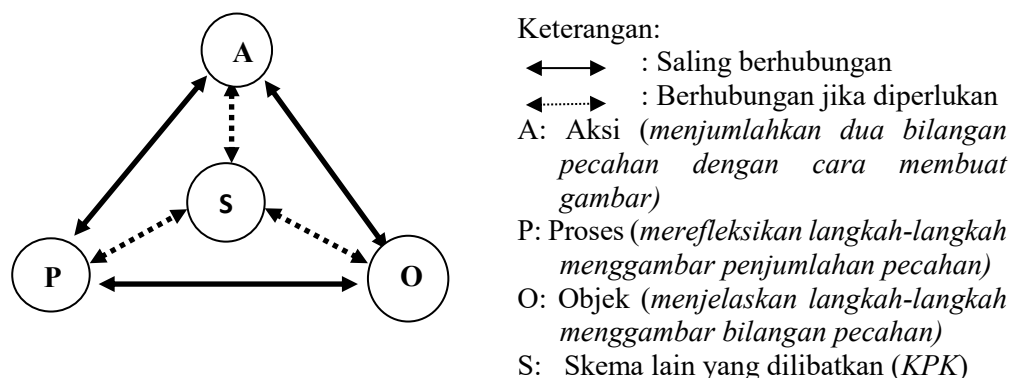 A
S
P
O
Keterangan:
: Saling berhubungan
: Berhubungan jika diperlukan
A: Aksi (menjumlahkan dua bilangan
pecahan dengan cara membuat
gambar)
P: Proses (merefleksikan langkah-langkah
menggambar penjumlahan pecahan)
O: Objek (menjelaskan langkah-langkah
menggambar bilangan pecahan)
S: Skema lain yang dilibatkan (KPK)